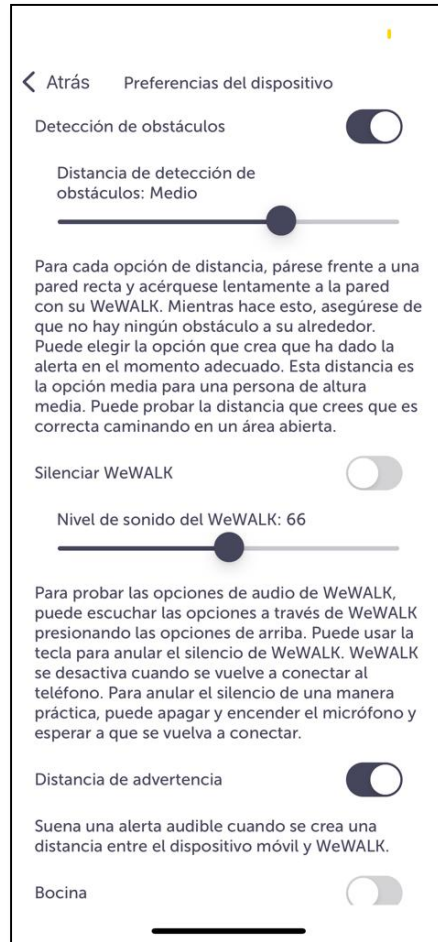 Atrás
Preferencias del dispositivo
Detección de obstáculos
Distancia de detección de
obstáculos: Medio
Para cada opción de distancia, párese frente a una
pared recta y acérquese lentamente a la pared
con su WeWALK. Mientras hace esto, asegúrese de
que no hay ningún obstáculo a su alrededor.
Puede elegir la opción que crea que ha dado la
alerta en el momento adecuado. Esta distancia es
la opción media para una persona de altura
media. Puede probar la distancia que crees que es
correcta caminando en un área abierta.
Silenciar WeWALK
Nivel de sonido del WeWALK: 66
Para probar las opciones de audio de WeWALK,
puede escuchar las opciones a través de WeWALK
presionando las opciones de arriba. Puede usar la
tecla para anular el silencio de WeWALK. WeWALK
se desactiva cuando se vuelve a conectar al
teléfono. Para anular el silencio de una manera
práctica, puede apagar y encender el micrófono y
esperar a que se vuelva a conectar.
Distancia de advertencia
Suena una alerta audible cuando se crea una
distancia entre el dispositivo móvil y WeWALK.
Bocina